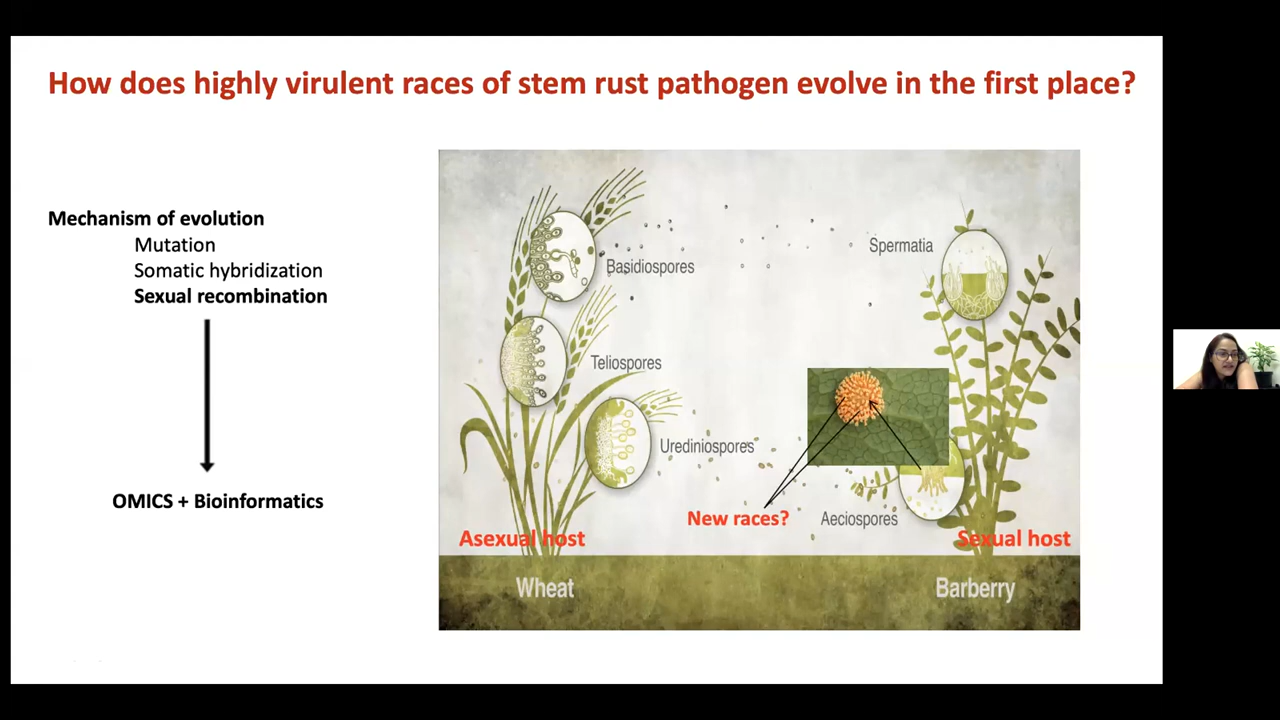 How does highly virulent races of stem rust pathogen evolve in the first place?
Mechanism of evolution
Mutation
Somatic hybridization
Sexual recombination
OMICS + Bioinformatics
Spermatia
Basidiospores
Teliospores
Urediniospores
New races?
Aeciospores
Asexual host
Sexual host
Wheat
Barberry